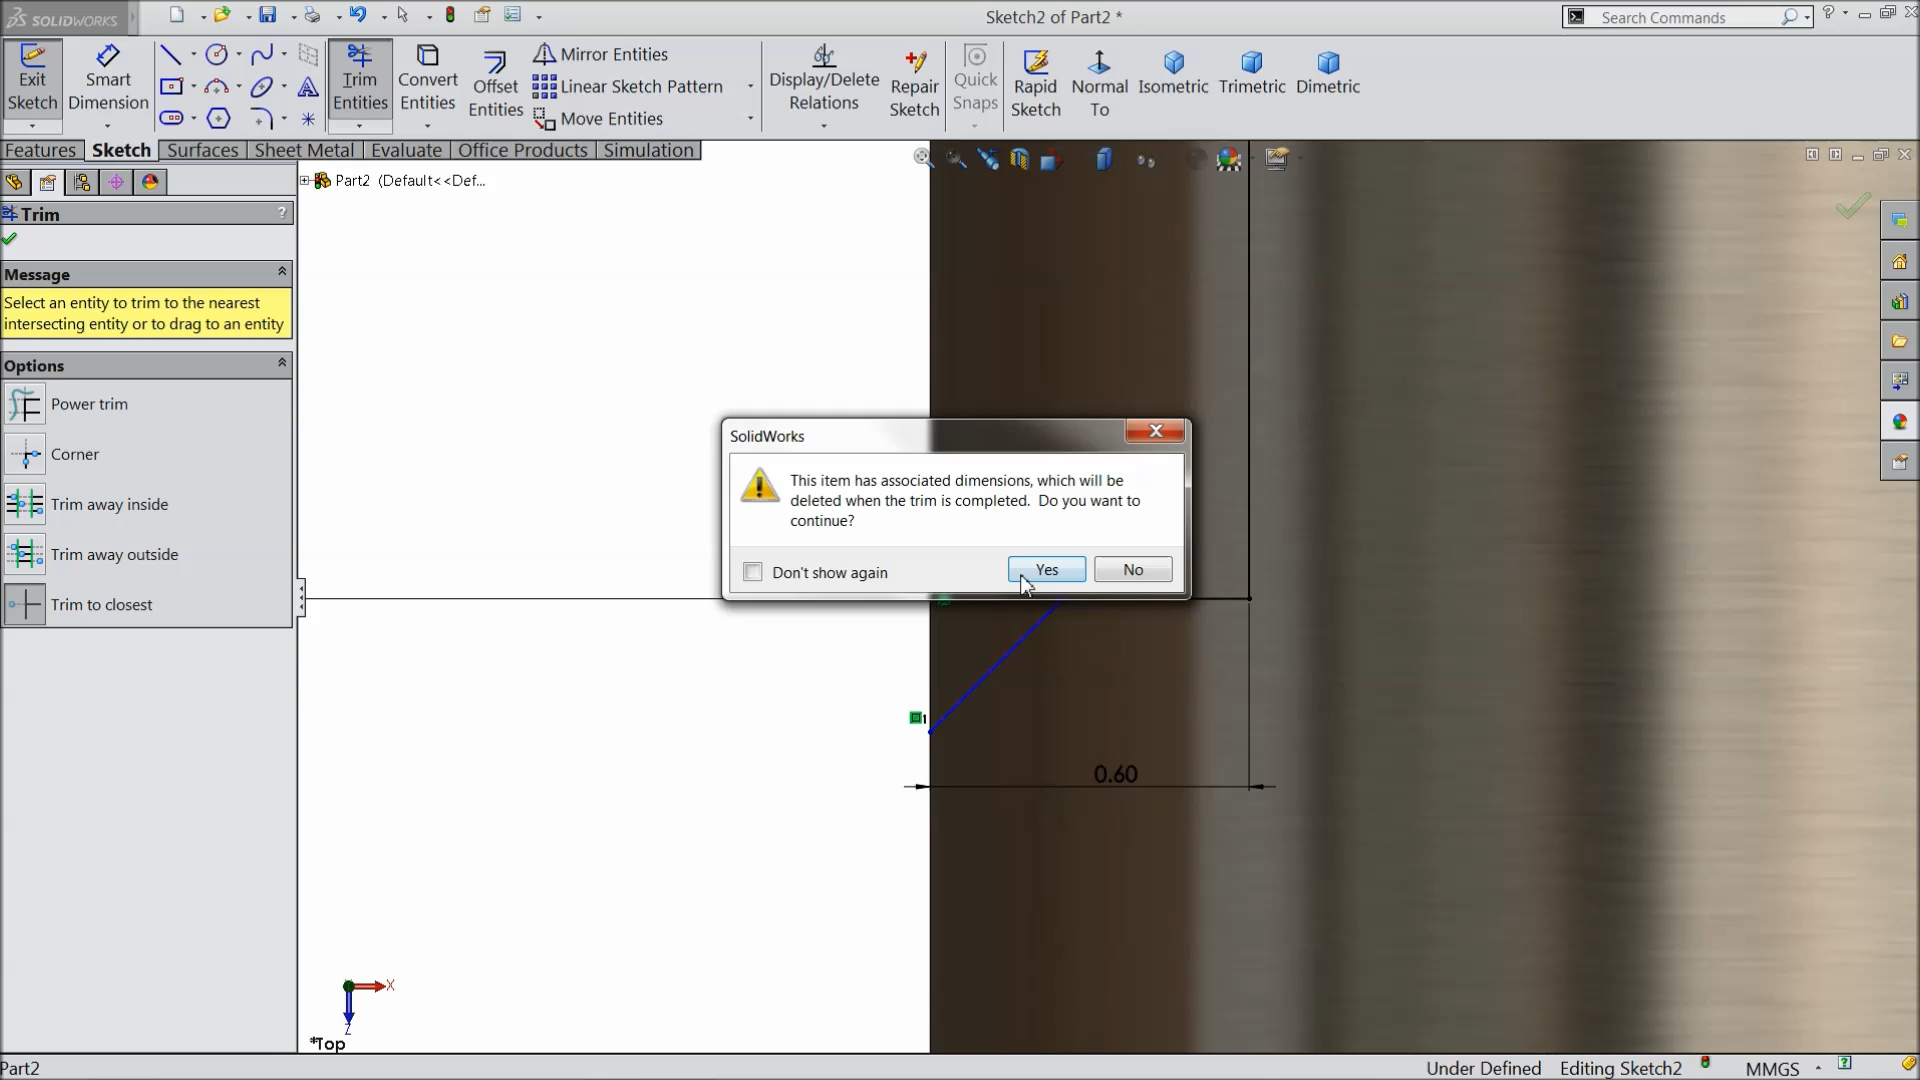 SOLIDWORKS
Sketch2 of Part2 *
Search Commands
Exit Sketch
Smart Dimension
Trim Entities
Convert Entities
Offset Entities
Mirror Entities
Linear Sketch Pattern
Move Entities
Display/Delete Relations
Repair Sketch
Quick Snaps
Rapid Sketch
Normal To
Isometric
Trimetric
Dimetric
Features
Sketch
Surfaces
Sheet Metal
Evaluate
Office Products
Simulation
Part2 (Default<<Def...
Trim
?
Message
Select an entity to trim to the nearest
intersecting entity or to drag to an entity
Options
Power trim
Corner
Trim away inside
Trim away outside
Trim to closest
SolidWorks
This item has associated dimensions, which will be
deleted when the trim is completed. Do you want to
continue?
Don't show again
Yes
No
1
0.60
X
Z
*Top
Part2
Under Defined
Editing Sketch2
MMGS